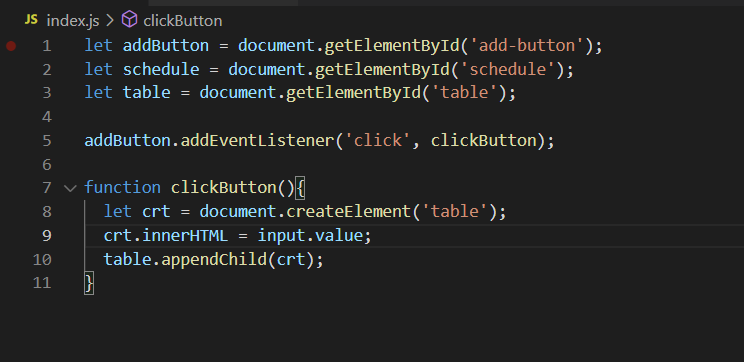 JS index.js > clickButton
1 let addButton = document.getElementById('add-button');
2 let schedule = document.getElementById('schedule');
3 let table = document.getElementById('table');
4
5 addButton.addEventListener('click', clickButton);
6
7 function clickButton(){
8 let crt = document.createElement('table');
9 crt.innerHTML = input.value;
10 table.appendChild(crt);
11 }